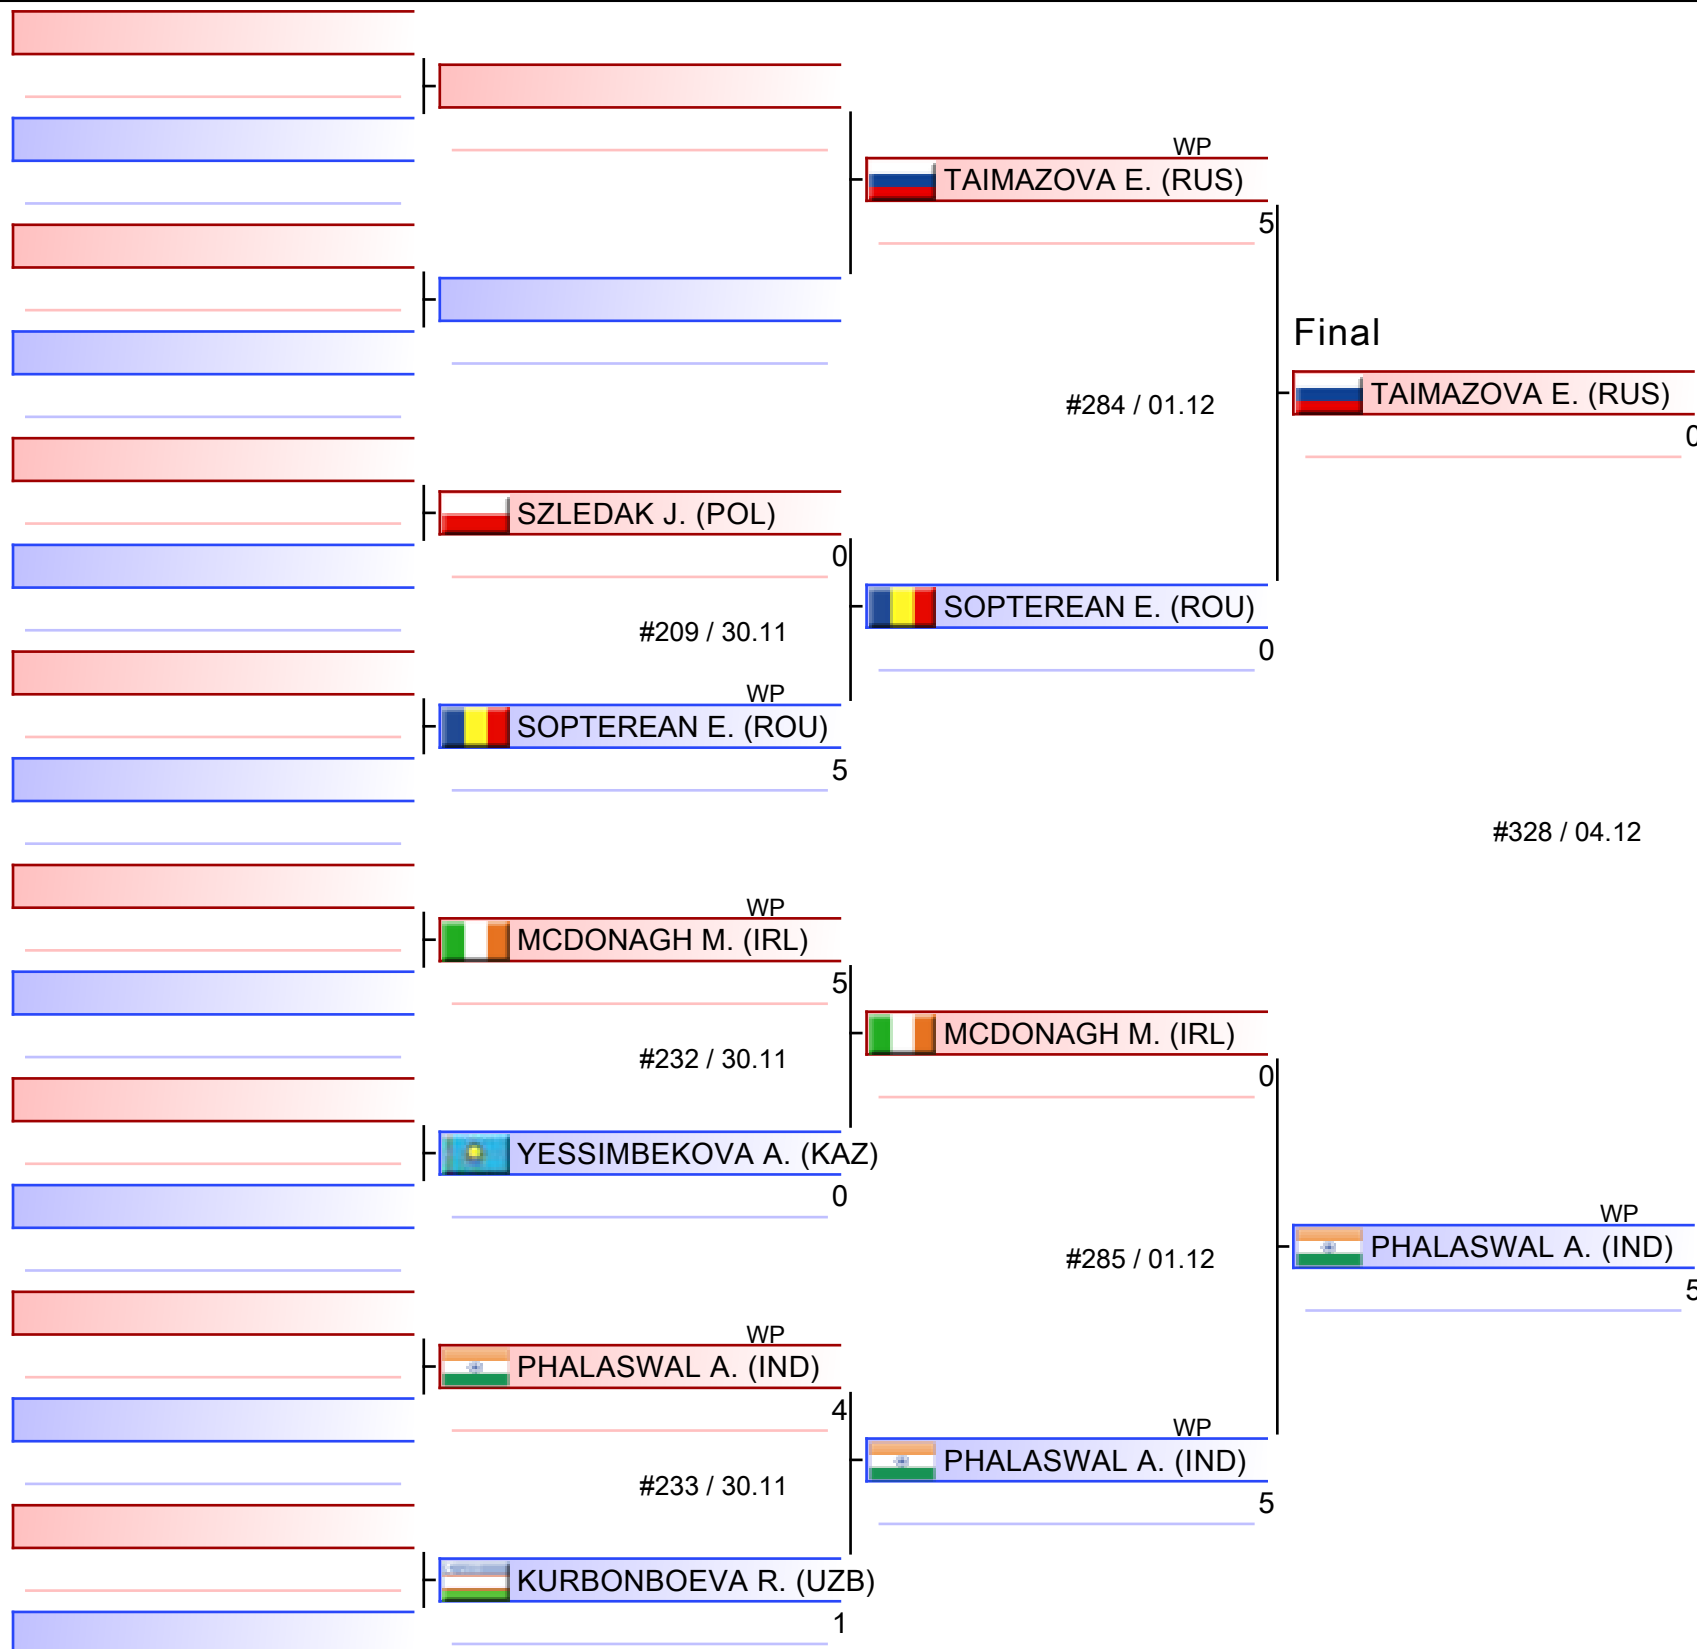 WP
TAIMAZOVA E. (RUS)
5
Final
#284 / 01.12
TAIMAZOVA E. (RUS)
0
SZLEDAK J. (POL)
0
#209 / 30.11
SOPTEREAN E. (ROU)
0
WP
SOPTEREAN E. (ROU)
5
#328 / 04.12
WP
MCDONAGH M. (IRL)
5
#232 / 30.11
MCDONAGH M. (IRL)
0
YESSIMBEKOVA A. (KAZ)
0
#285 / 01.12
WP
PHALASWAL A. (IND)
5
WP
PHALASWAL A. (IND)
4
#233 / 30.11
WP
PHALASWAL A. (IND)
5
KURBONBOEVA R. (UZB)
1